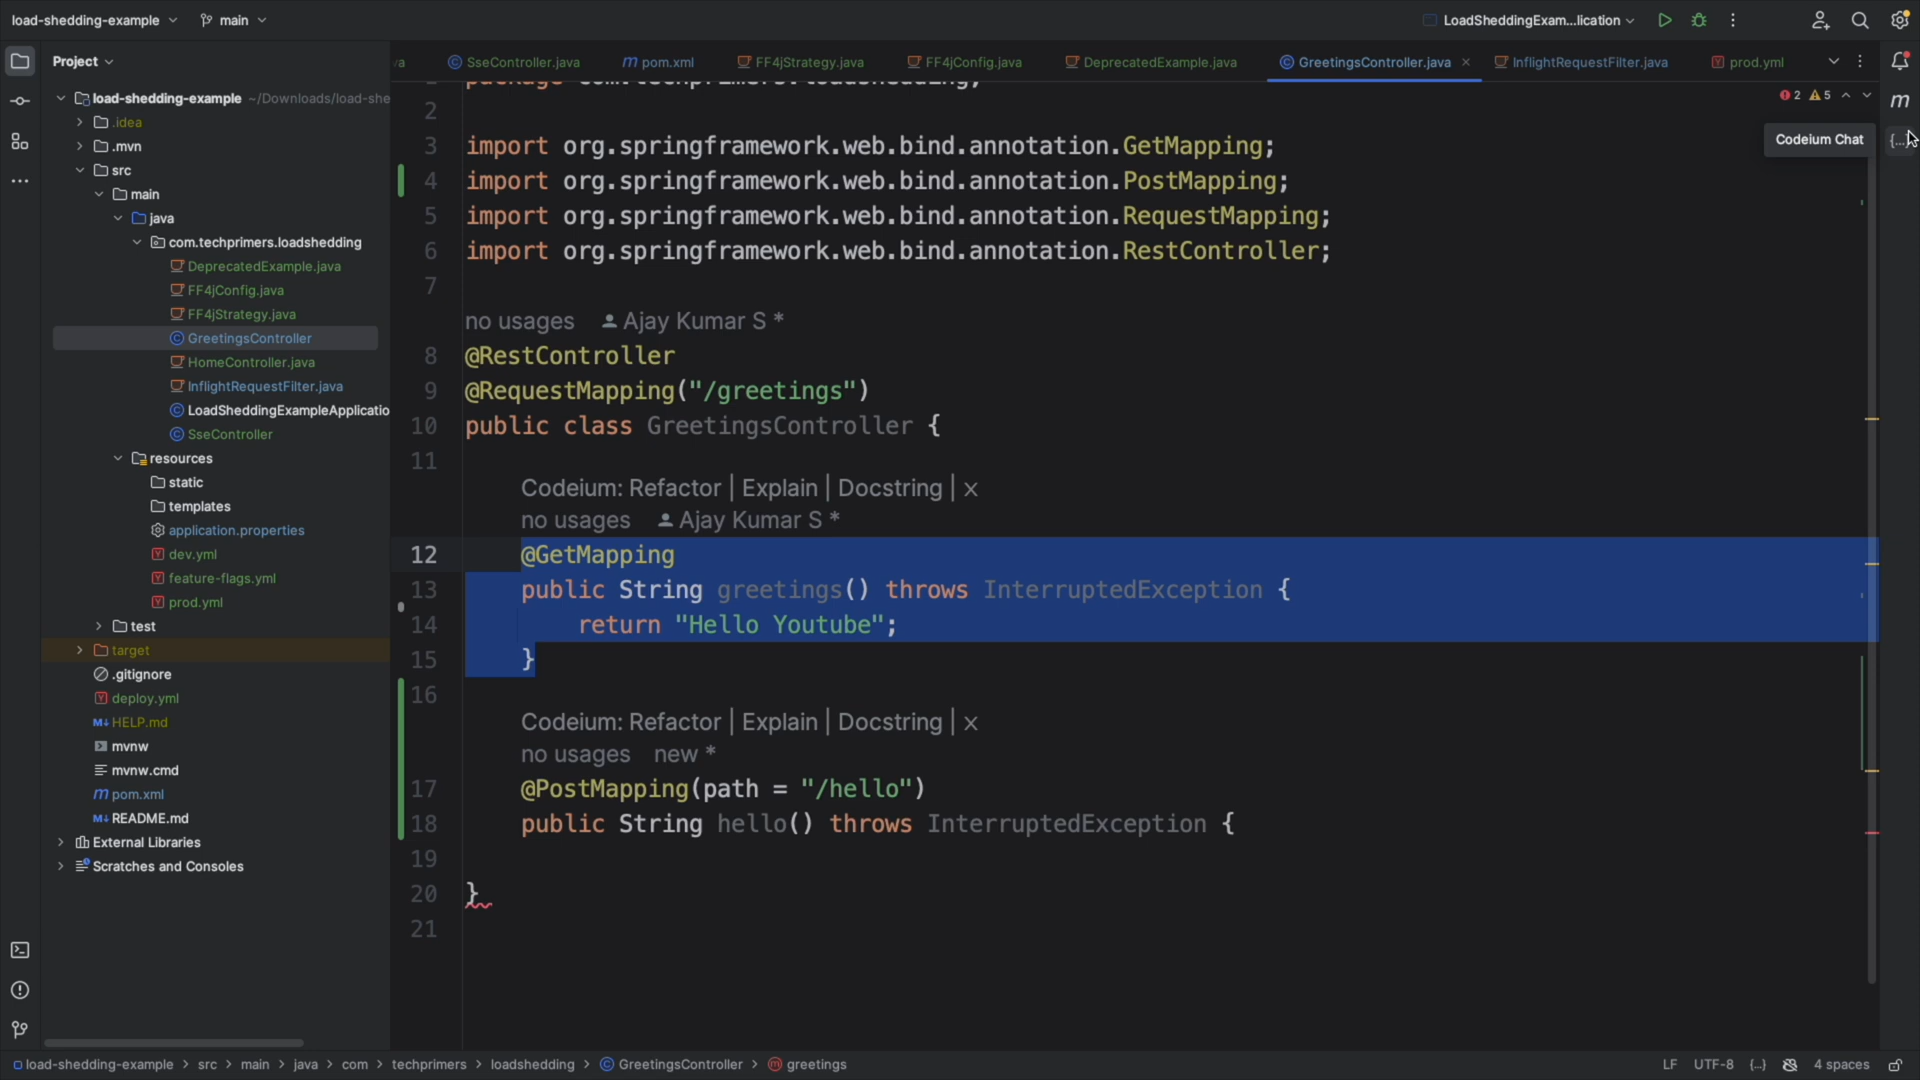 load-shedding-example
main
LoadSheddingExam...lication
Project
va
SseController.java
pom.xml
FF4jStrategy.java
FF4jConfig.java
DeprecatedExample.java
GreetingsController.java
InflightRequestFilter.java
prod.yml
load-shedding-example ~/Downloads/load-she
.idea
.mvn
src
main
java
com.techprimers.loadshedding
DeprecatedExample.java
FF4jConfig.java
FF4jStrategy.java
GreetingsController
HomeController.java
InflightRequestFilter.java
LoadSheddingExampleApplicatio
SseController
resources
static
templates
application.properties
dev.yml
feature-flags.yml
prod.yml
test
target
.gitignore
deploy.yml
HELP.md
mvnw
mvnw.cmd
pom.xml
README.md
External Libraries
Scratches and Consoles
2 5
Codeium Chat
2
3 import org.springframework.web.bind.annotation.GetMapping;
4 import org.springframework.web.bind.annotation.PostMapping;
5 import org.springframework.web.bind.annotation.RequestMapping;
6 import org.springframework.web.bind.annotation.RestController;
7
no usages Ajay Kumar S *
8 @RestController
9 @RequestMapping("/greetings")
10 public class GreetingsController {
11
Codeium: Refactor | Explain | Docstring | X
no usages Ajay Kumar S *
12 @GetMapping
13 public String greetings() throws InterruptedException {
14 return "Hello Youtube";
15 }
16
Codeium: Refactor | Explain | Docstring | X
no usages new *
17 @PostMapping(path = "/hello")
18 public String hello() throws InterruptedException {
19
20 }
21
load-shedding-example > src > main > java > com > techprimers > loadshedding > GreetingsController > greetings
LF UTF-8 {...} 4 spaces